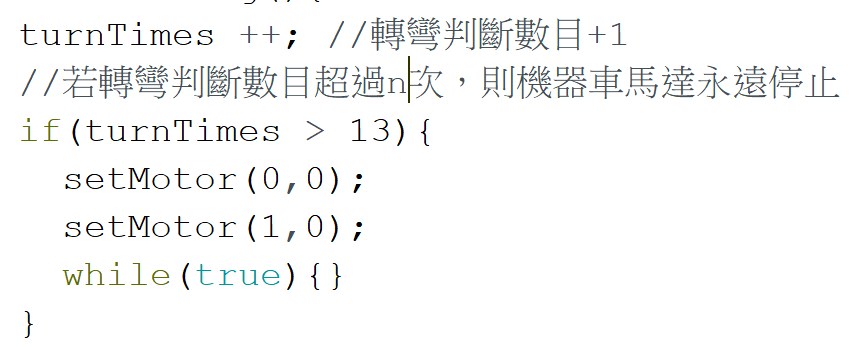 turnTimes ++; //轉彎判斷數目+1
//若轉彎判斷數目超過n次，則機器車馬達永遠停止
if(turnTimes > 13){
  setMotor(0,0);
  setMotor(1,0);
  while(true){}
}